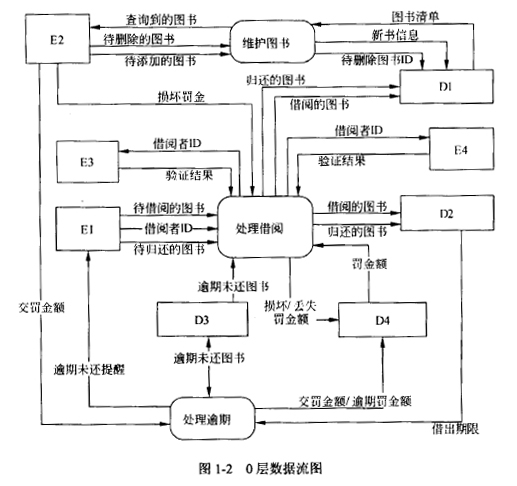 查询到的图书
图书清单
E2
待删除的图书
维护图书
新书信息
待添加的图书
待删除图书ID
归还的图书
D1
损坏罚金
借阅的图书
借阅者ID
借阅者ID
E3
E4
验证结果
验证结果
待借阅的图书
借阅的图书
E1
借阅者ID
处理借阅
D2
待归还的图书
归还的图书
罚金额
逾期未还图书
交罚金额
损坏/丢失
罚金额
D3
D4
逾期未还图书
逾期未还提醒
处理逾期
交罚金额/逾期罚金额
借出期限
图 1-2 0 层数据流图